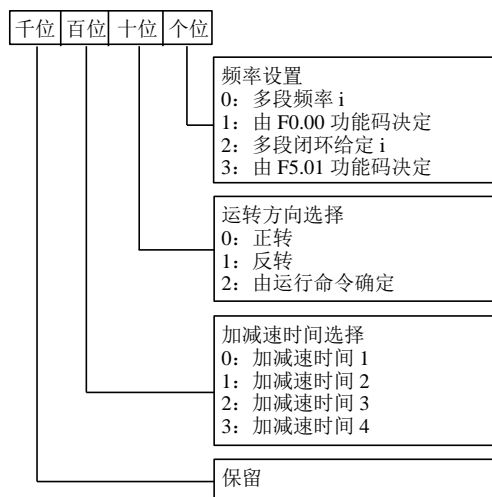 千位 百位 十位 个位
频率设置
0：多段频率 i
1：由 F0.00 功能码决定
2：多段闭环给定 i
3：由 F5.01 功能码决定
运转方向选择
0：正转
1：反转
2：由运行命令确定
加减速时间选择
0：加减速时间 1
1：加减速时间 2
2：加减速时间 3
3：加减速时间 4
保留